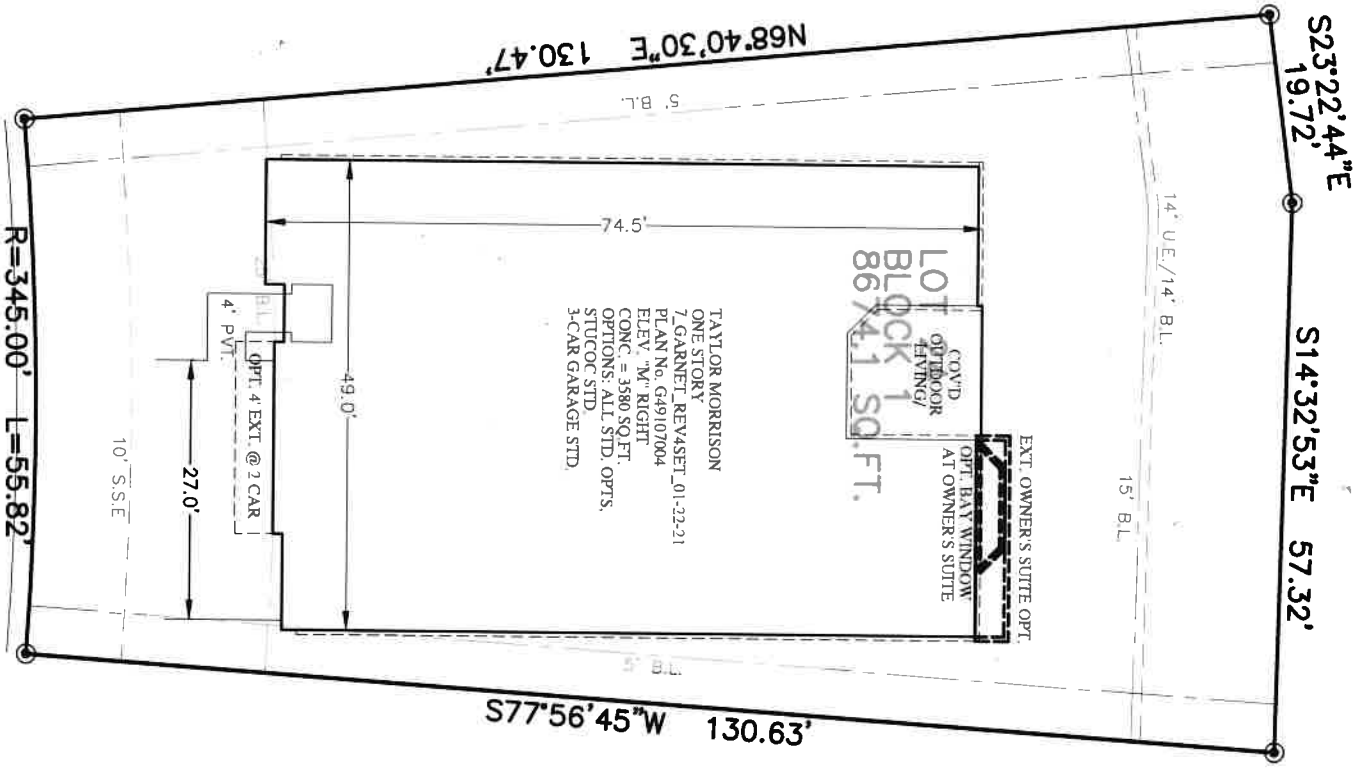 S23°22'44"E
19.72'
S14°32'53"E 57.32'
N68°40'30"E 130.47'
14' U.E./14' B.L.
15' B.L.
5' B.L.
EXT. OWNER'S SUITE OPT.
OPT. BAY WINDOW
AT OWNER'S SUITE
COV'D
OUTDOOR
LIVING/
LOT
BLOCK 1
8674.1 SQ.FT.
74.5'
TAYLOR MORRISON
ONE STORY
7_GARNET_REV4SET_01-22-21
PLAN No. G49107004
ELEV. "M" RIGHT
CONC. = 3580 SQ.FT.
OPTIONS: ALL STD. OPTS,
STUCOC STD.
3-CAR GARAGE STD.
49.0'
B.L.
4' PVT.
OPT. 4' EXT. @ 2 CAR
27.0'
10' S.S.E
5' B.L.
S77°56'45"W 130.63'
R=345.00' L=55.82'